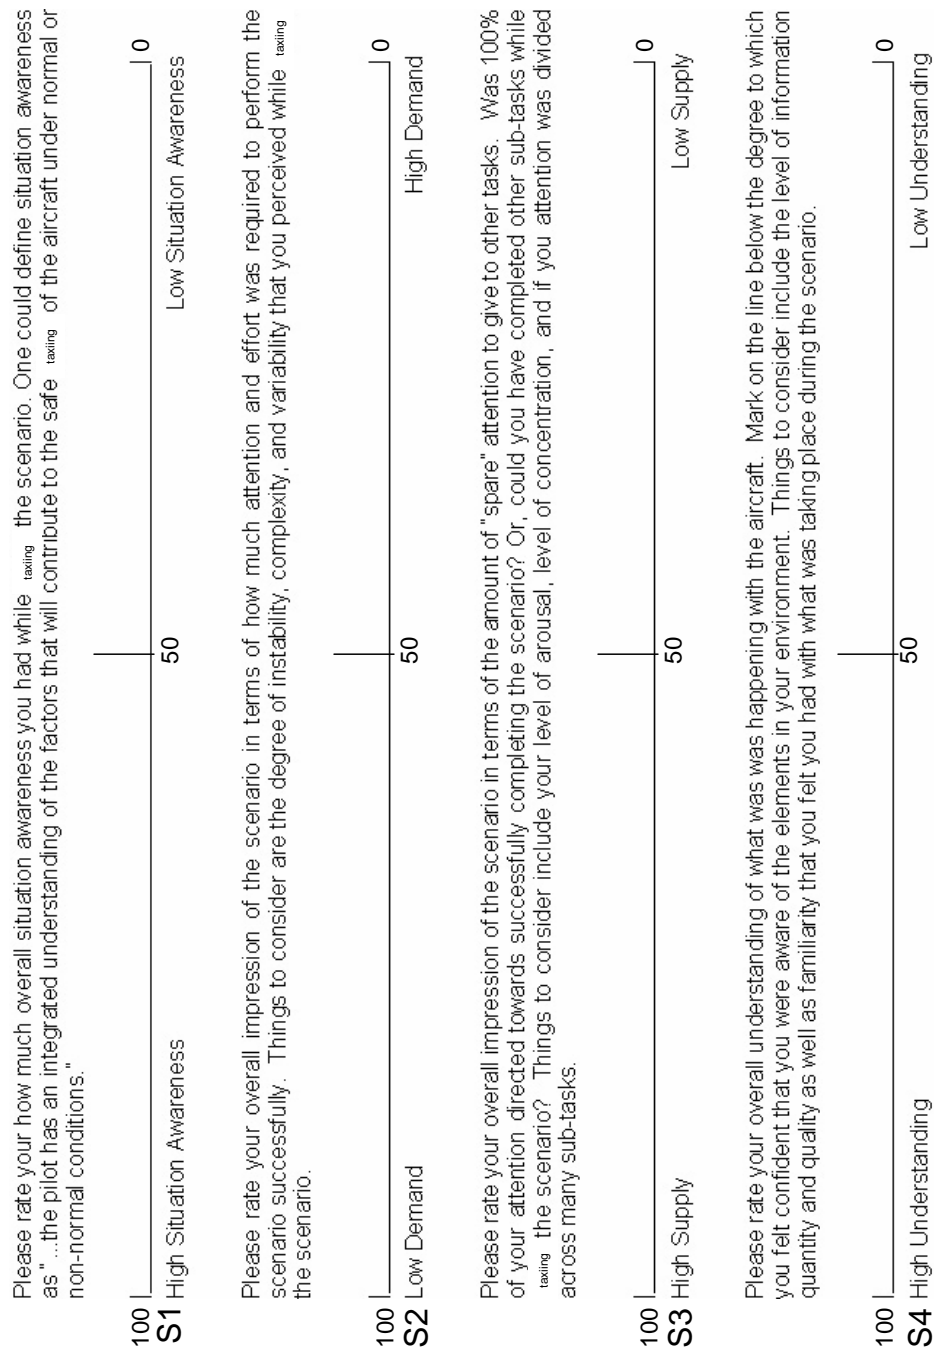 Please rate your how much overall situation awareness you had while taxiing the scenario. One could define situation awareness
as "...the pilot has an integrated understanding of the factors that will contribute to the safe taxiing of the aircraft under normal or
non-normal conditions."
100 50 0
S1 High Situation Awareness Low Situation Awareness
Please rate your overall impression of the scenario in terms of how much attention and effort was required to perform the
scenario successfully. Things to consider are the degree of instability, complexity, and variability that you perceived while taxiing
the scenario.
100 50 0
S2 Low Demand High Demand
Please rate your overall impression of the scenario in terms of the amount of "spare" attention to give to other tasks. Was 100%
of your attention directed towards successfully completing the scenario? Or, could you have completed other sub-tasks while
taxiing the scenario? Things to consider include your level of arousal, level of concentration, and if you attention was divided
across many sub-tasks.
100 50 0
S3 High Supply Low Supply
Please rate your overall understanding of what was was happening with the aircraft. Mark on the line below the degree to which
you felt confident that you were aware of the elements in your environment. Things to consider include the level of information
quantity and quality as well as familiarity that you felt you had with what was taking place during the scenario.
100 50 0
S4 High Understanding Low Understanding